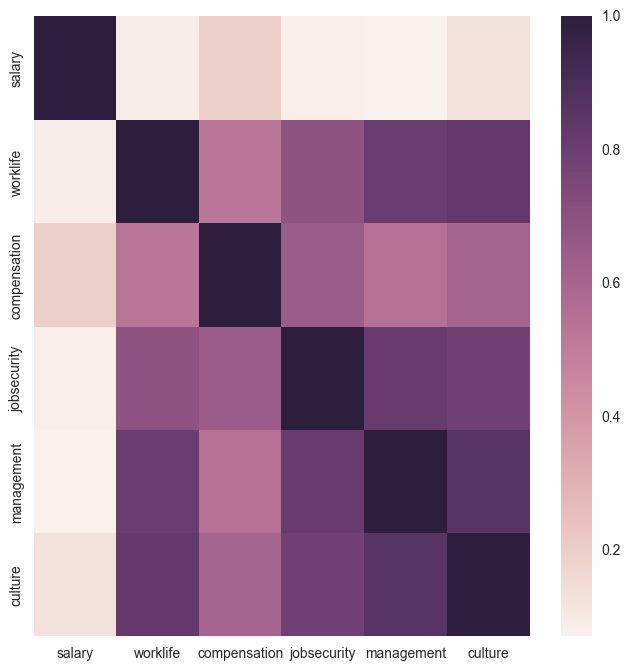 salary
worklife
compensation
jobsecurity
management
culture
salary worklife compensation jobsecurity management culture
1.0
0.8
0.6
0.4
0.2